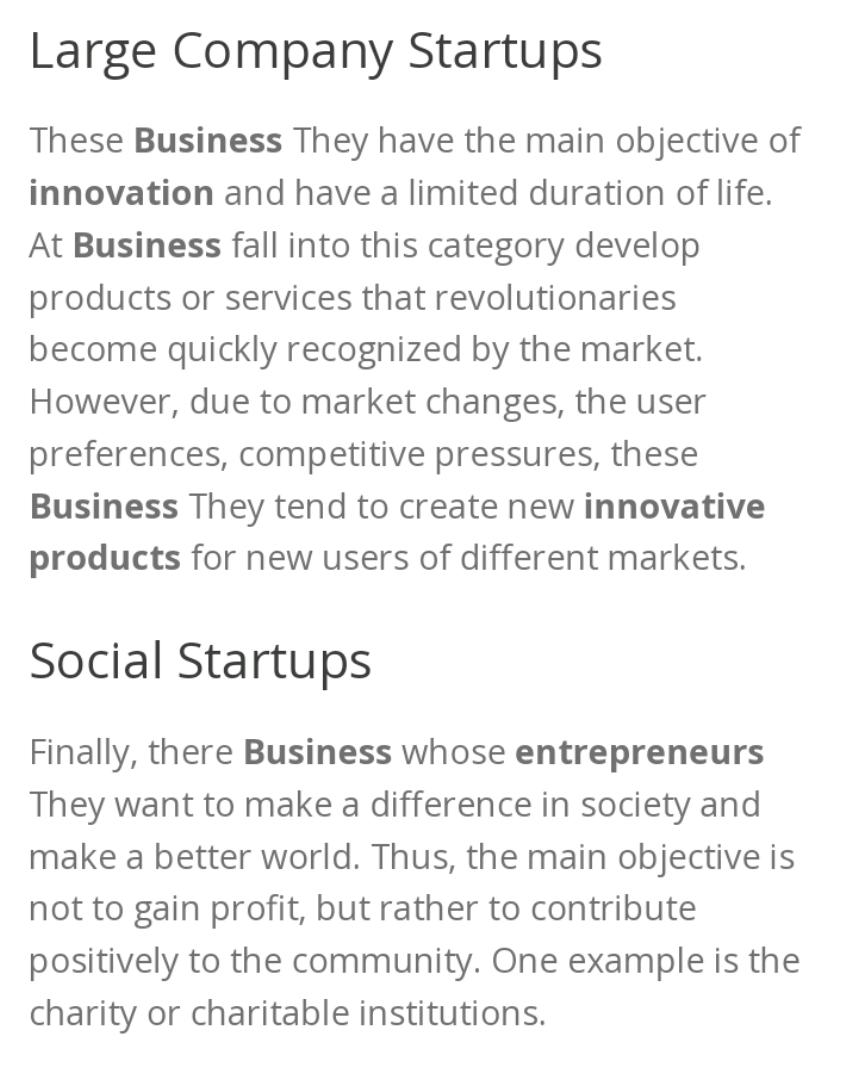 Large Company Startups
These Business They have the main objective of
innovation and have a limited duration of life.
At Business fall into this category develop
products or services that revolutionaries
become quickly recognized by the market.
However, due to market changes, the user
preferences, competitive pressures, these
Business They tend to create new innovative
products for new users of different markets.
Social Startups
Finally, there Business whose entrepreneurs
They want to make a difference in society and
make a better world. Thus, the main objective is
not to gain profit, but rather to contribute
positively to the community. One example is the
charity or charitable institutions.